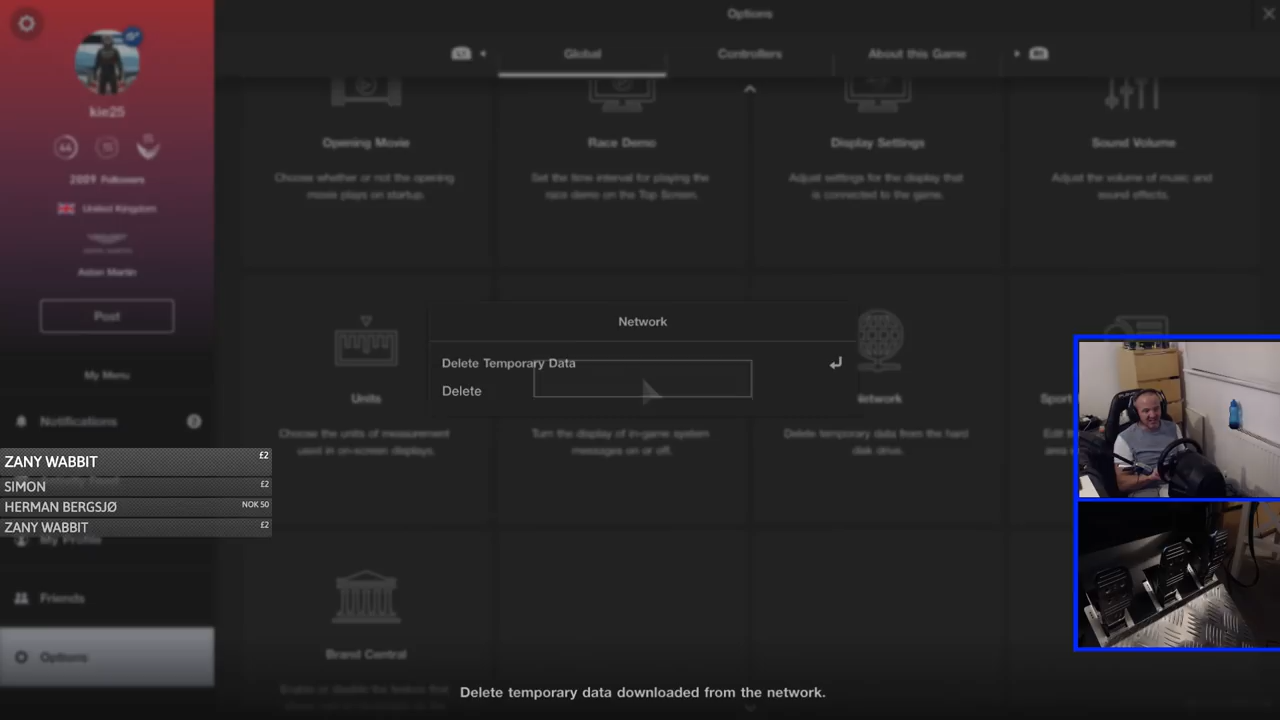 Options
Global
Controllers
About this Game
kie25
44
2009 Followers
United Kingdom
Aston Martin
Post
My Menu
Notifications
My Profile
Friends
Options
Opening Movie
Choose whether or not the opening
movie plays on startup.
Race Demo
Set the time interval for playing the
race demo on the Top Screen.
Display Settings
Adjust settings for the display that
is connected to the game.
Sound Volume
Adjust the volume of music and
sound effects.
Units
Choose the units of measurement
used in on-screen displays.
Turn the display of in-game system
messages on or off.
Network
Delete temporary data from the hard
disk drive.
Network
Delete Temporary Data
Delete
ZANY WABBIT £2
SIMON £2
HERMAN BERGSJØ NOK 50
ZANY WABBIT £2
Brand Central
Delete temporary data downloaded from the network.